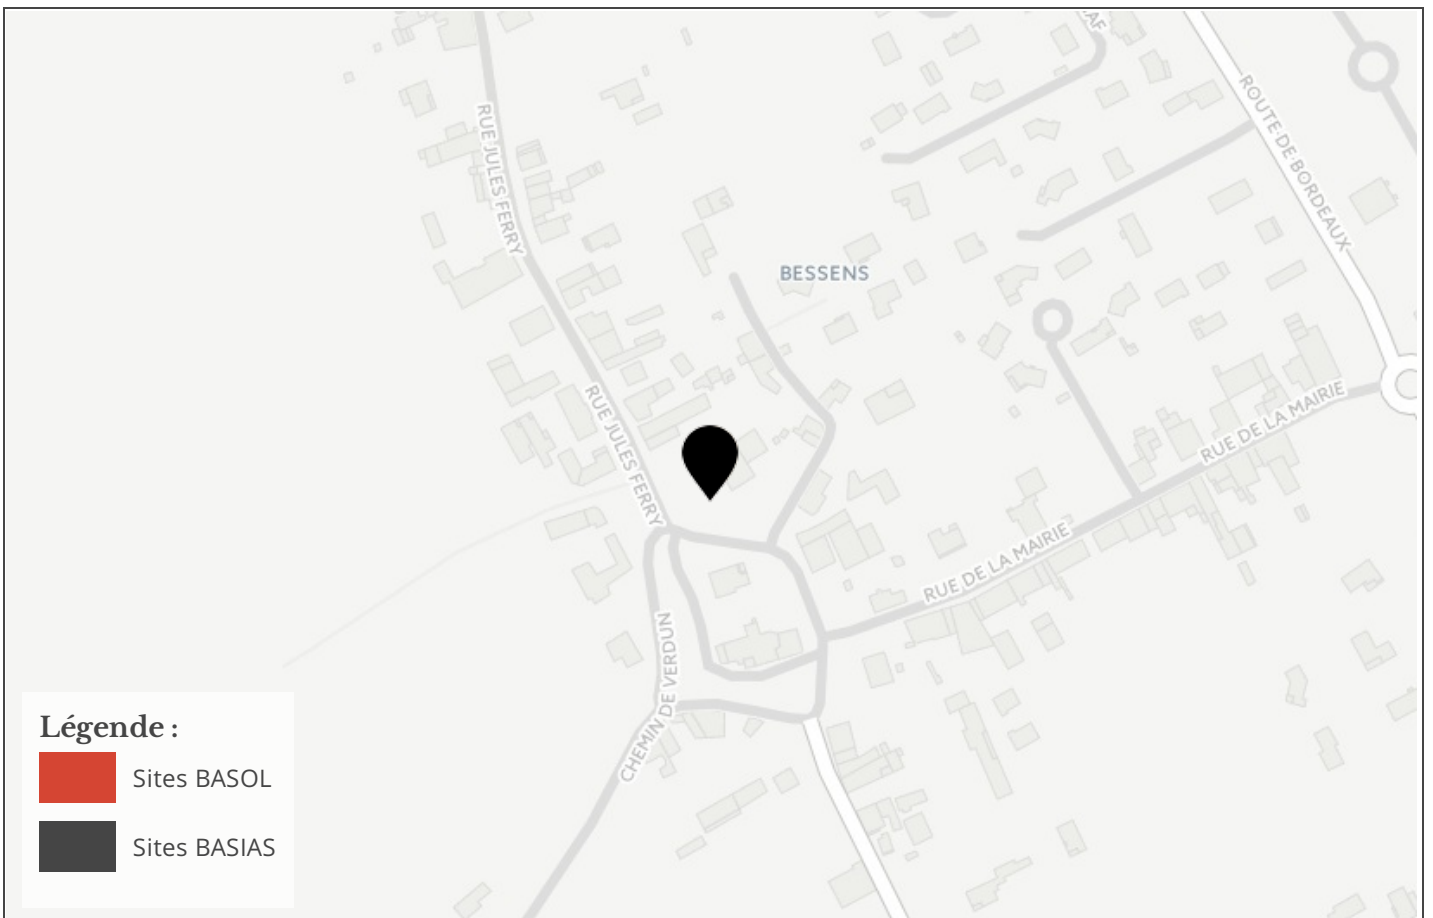 AF
ROUTE DE BORDEAUX
RUE JULES FERRY
BESSENS
RUE JULES FERRY
RUE DE LA MAIRIE
RUE DE LA MAIRIE
CHEMIN DE VERDUN
Légende :
Sites BASOL
Sites BASIAS